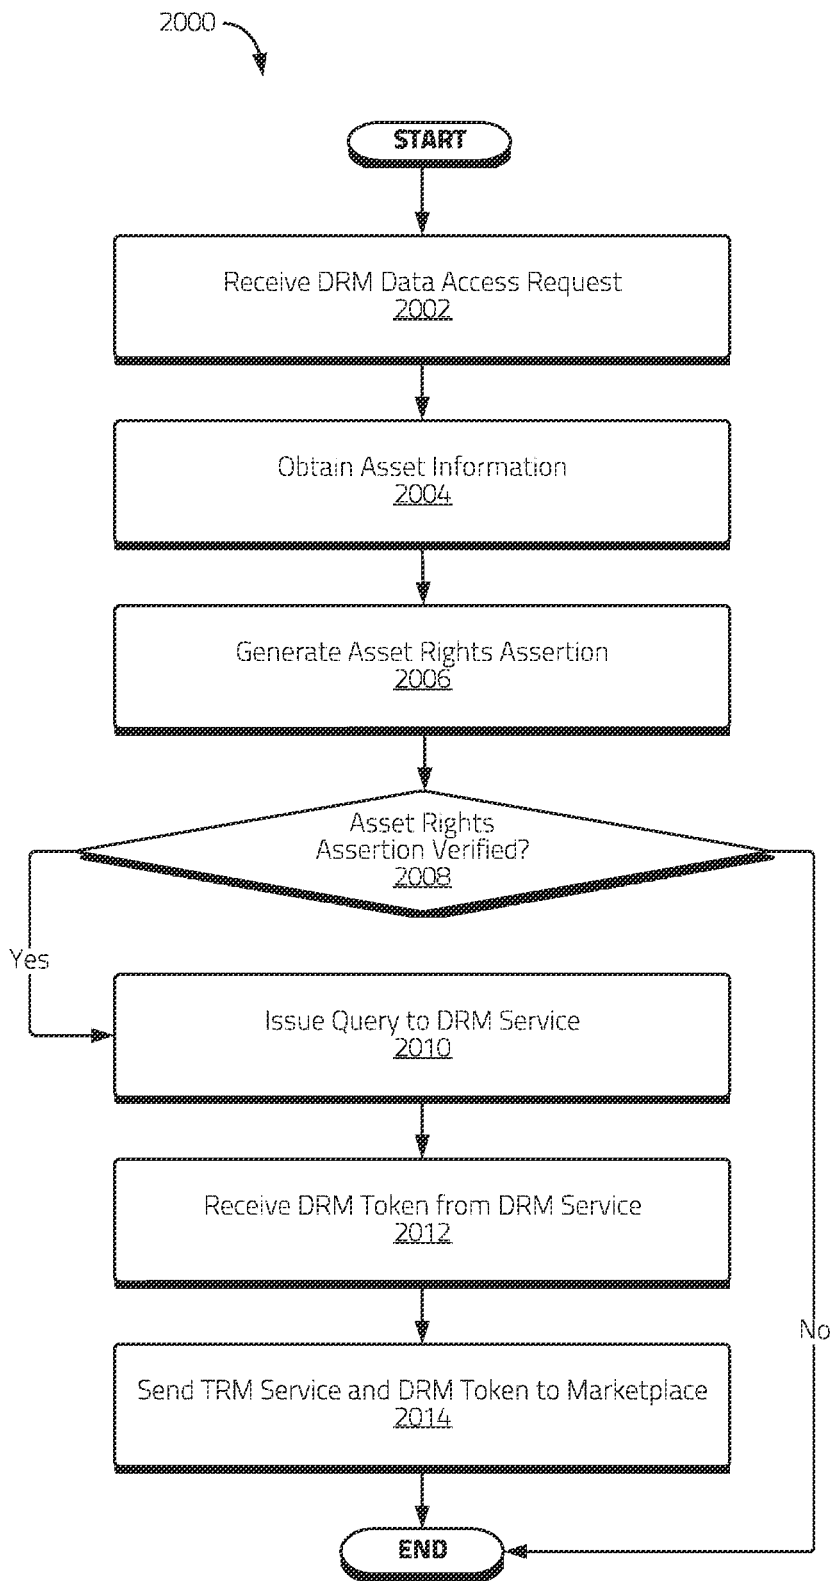 2000
START
Receive DRM Data Access Request
2002
Obtain Asset Information
2004
Generate Asset Rights Assertion
2006
Asset Rights
Assertion Verified?
2008
Yes
Issue Query to DRM Service
2010
Receive DRM Token from DRM Service
2012
No
Send TRM Service and DRM Token to Marketplace
2014
END